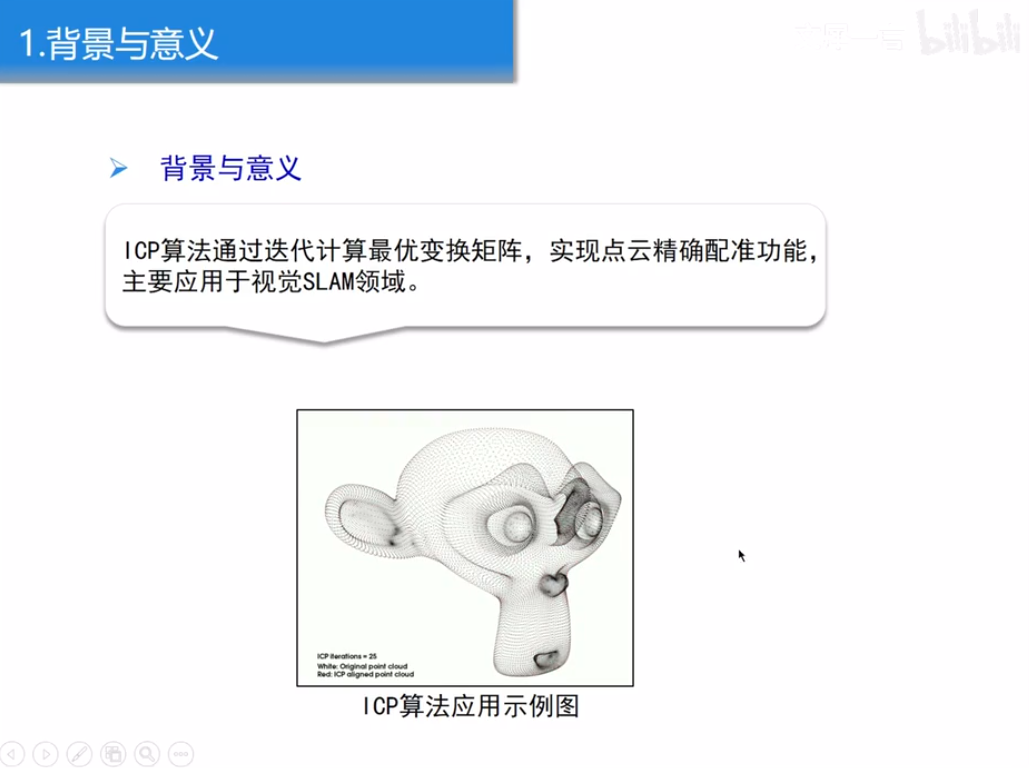 1.背景与意义
bilibili
背景与意义
ICP算法通过迭代计算最优变换矩阵，实现点云精确配准功能，
主要应用于视觉SLAM领域。
ICP iterations = 25
White: Original point cloud
Red: ICP aligned point cloud
ICP算法应用示例图